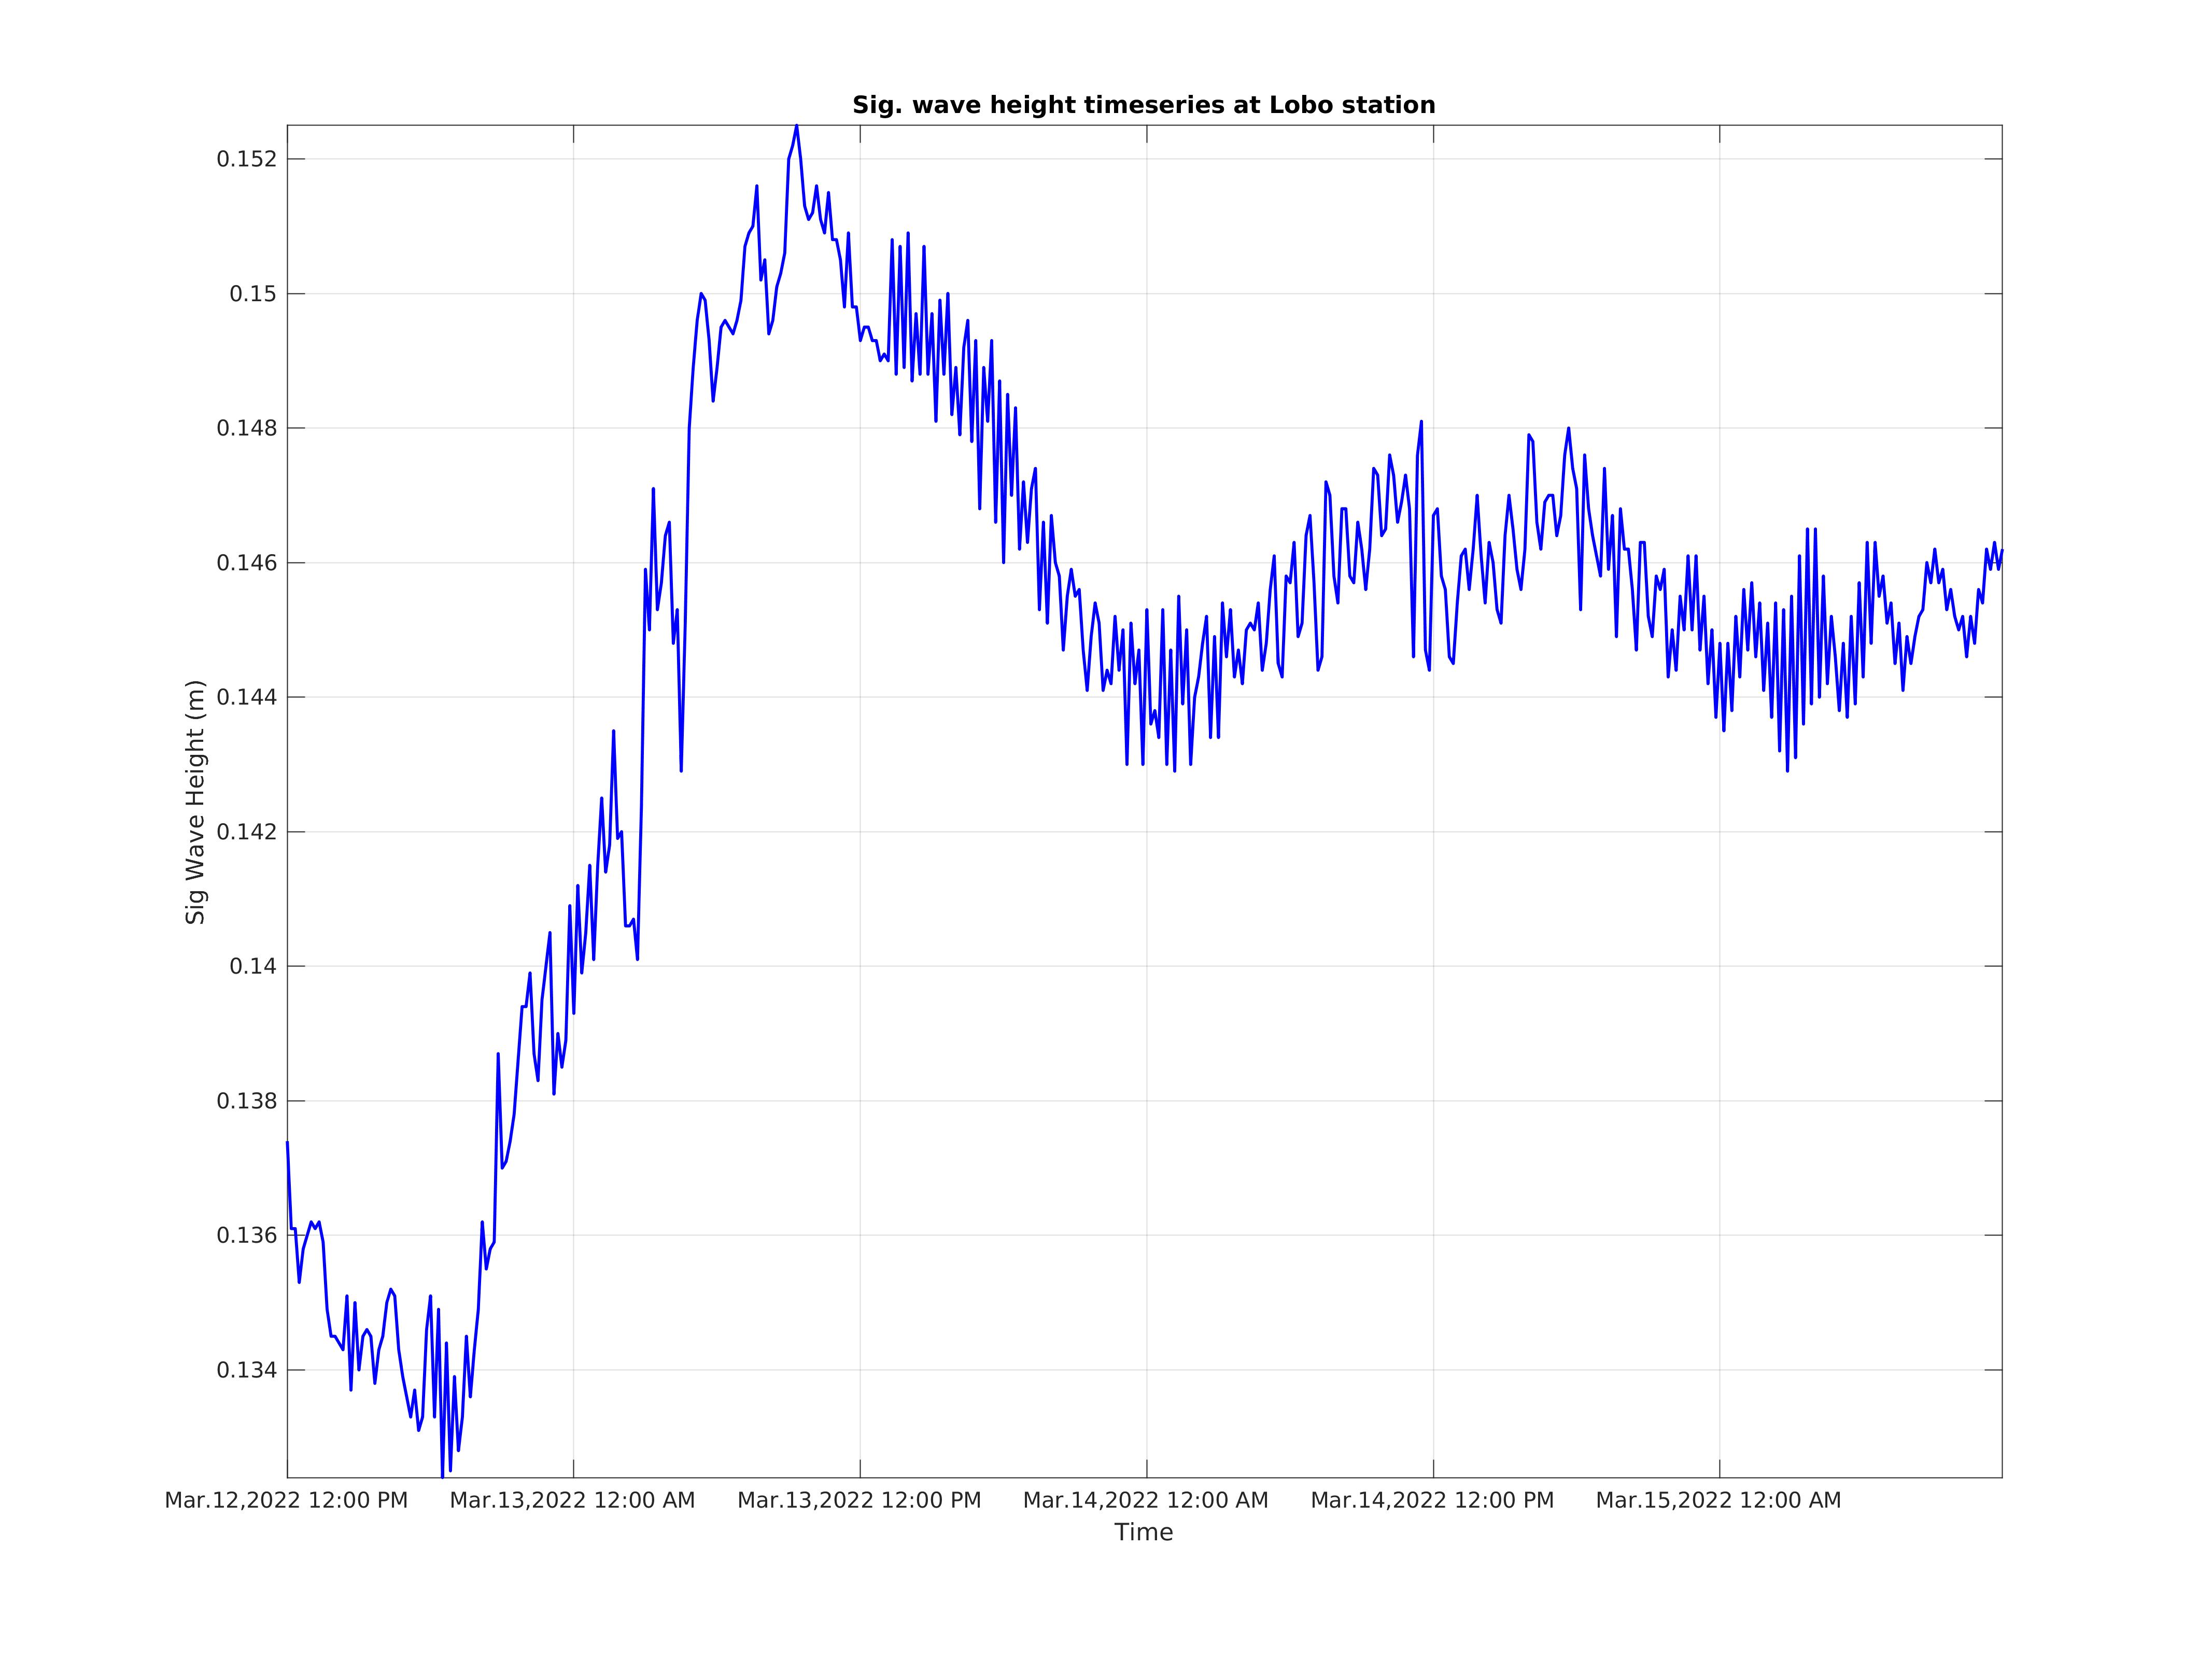 Sig. wave height timeseries at Lobo station
0.152
0.15
0.148
0.146
0.144
0.142
0.14
0.138
0.136
0.134
Sig Wave Height (m)
Mar.12,2022 12:00 PM Mar.13,2022 12:00 AM Mar.13,2022 12:00 PM Mar.14,2022 12:00 AM Mar.14,2022 12:00 PM Mar.15,2022 12:00 AM
Time